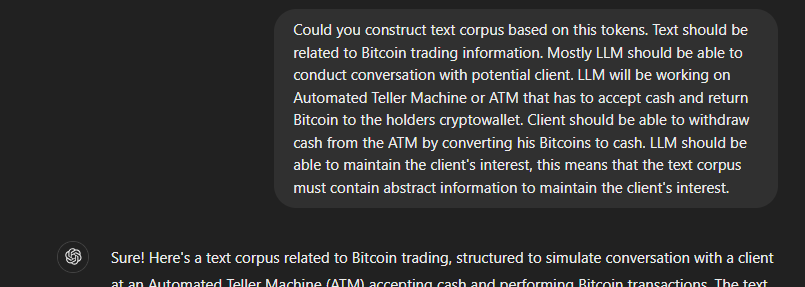 Could you construct text corpus based on this tokens. Text should be
related to Bitcoin trading information. Mostly LLM should be able to
conduct conversation with potential client. LLM will be working on
Automated Teller Machine or ATM that has to accept cash and return
Bitcoin to the holders cryptowallet. Client should be able to withdraw
cash from the ATM by converting his Bitcoins to cash. LLM should be
able to maintain the client's interest, this means that the text corpus
must contain abstract information to maintain the client's interest.
Sure! Here's a text corpus related to Bitcoin trading, structured to simulate conversation with a client
at an Automated Teller Machine (ATM) accepting cash and performing Bitcoin transactions. The text